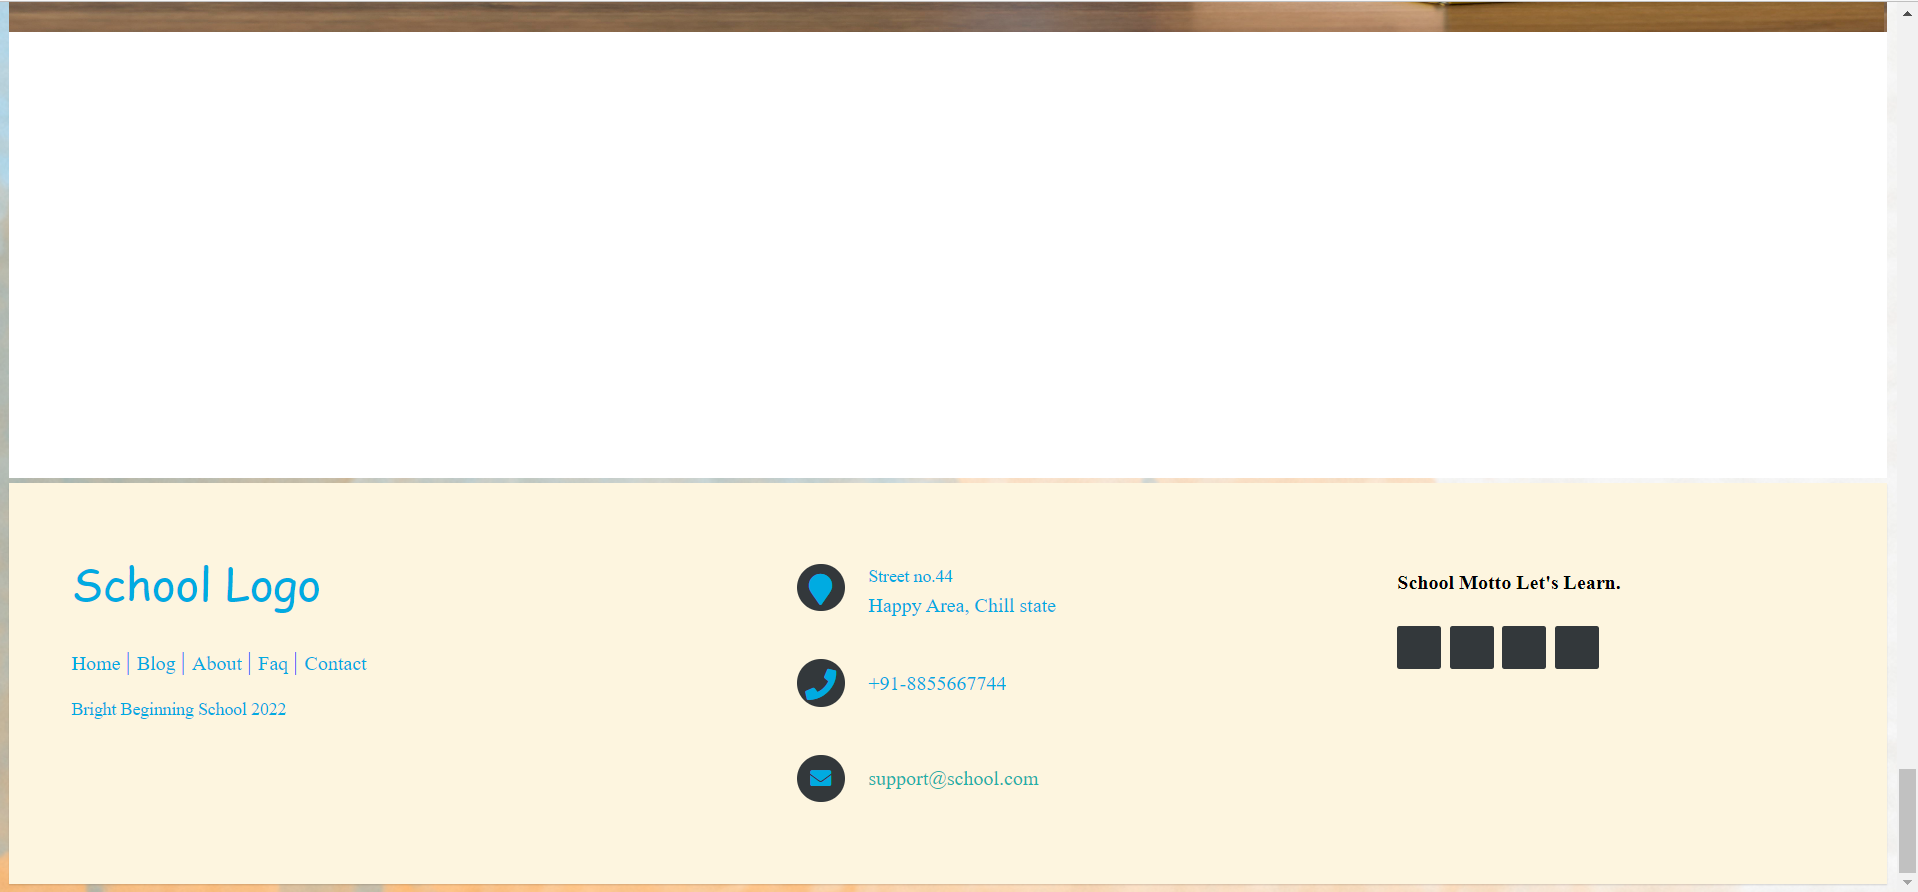 School Logo
Home | Blog | About | Faq | Contact
Bright Beginning School 2022
Street no.44
Happy Area, Chill state
+91-8855667744
support@school.com
School Motto Let's Learn.